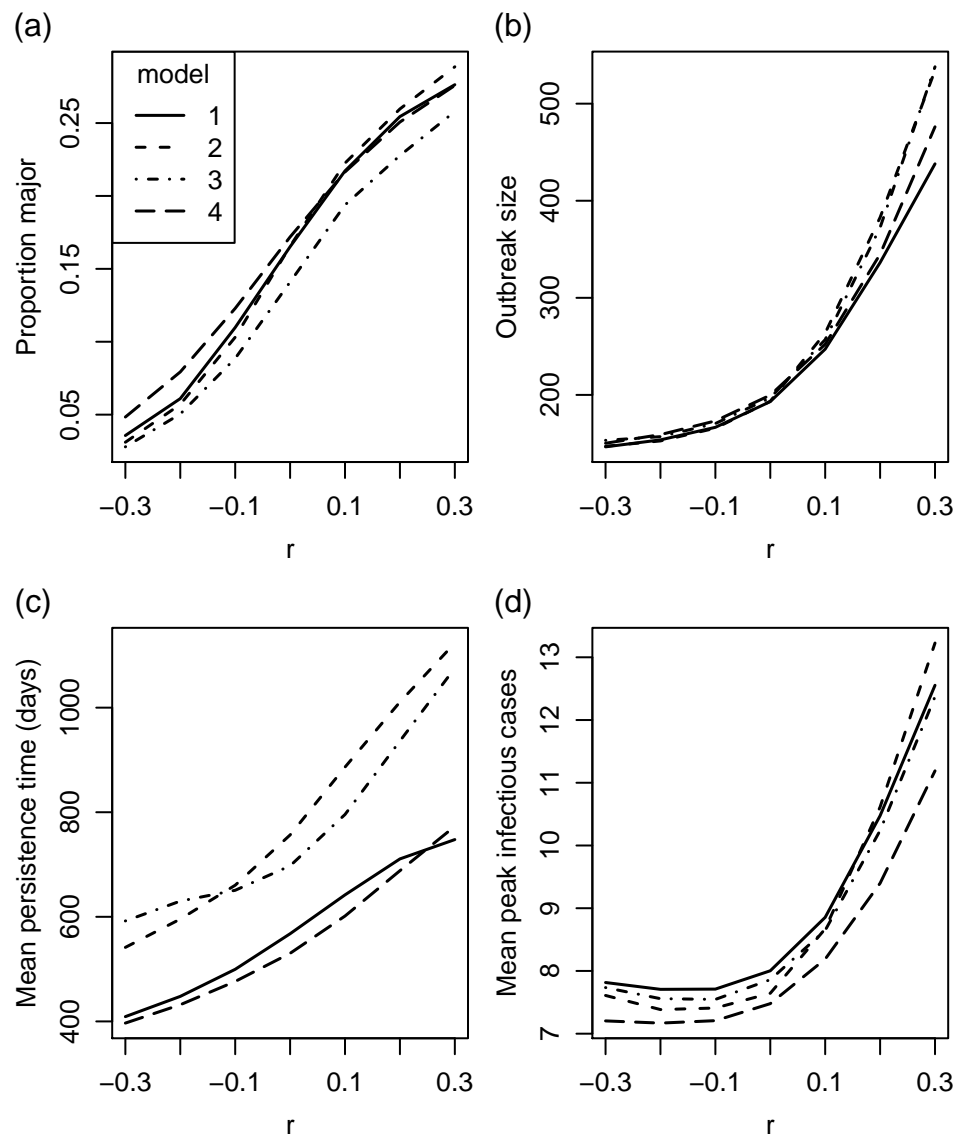 (a)
Proportion major
0.05
0.15
0.25
model
1
2
3
4
−0.3
−0.1
0.1
0.3
r
(b)
Outbreak size
200
300
400
500
−0.3
−0.1
0.1
0.3
r
(c)
Mean persistence time (days)
400
600
800
1000
−0.3
−0.1
0.1
0.3
r
(d)
Mean peak infectious cases
7
8
9
10
11
12
13
−0.3
−0.1
0.1
0.3
r